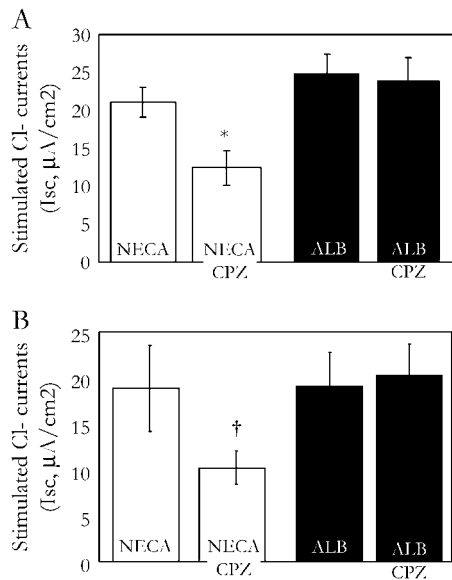 A
Stimulated Cl- currents
(Isc, µA/cm2)
30
25
20
15
10
5
0
*
NECA
NECA
CPZ
ALB
ALB
CPZ
B
Stimulated Cl- currents
(Isc, µA/cm2)
25
20
15
10
5
0
†
NECA
NECA
CPZ
ALB
ALB
CPZ